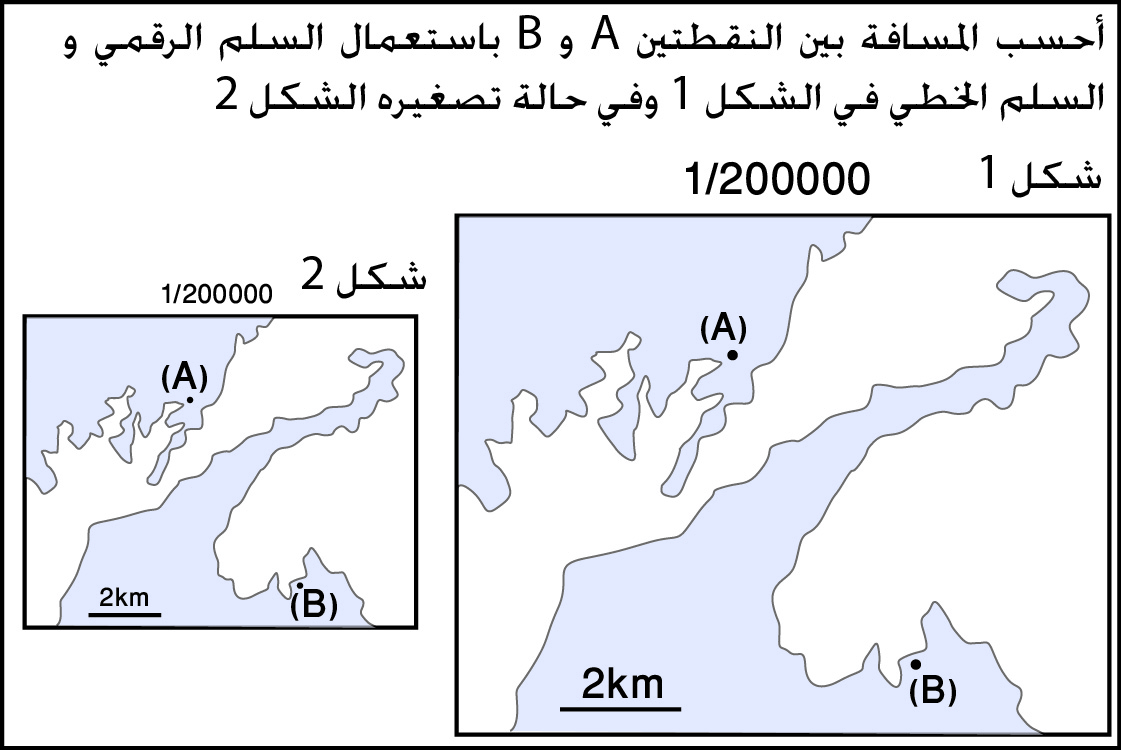 أحسب المسافة بين النقطتين A و B باستعمال السلم الرقمي و
السلم الخطي في الشكل 1 وفي حالة تصغيره الشكل 2
شكل 1
1/200000
(A)
(B)
2km
شكل 2
1/200000
(A)
(B)
2km